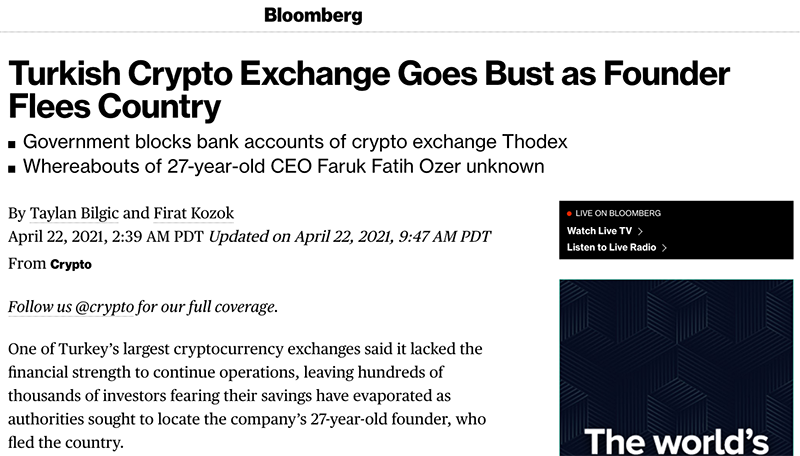 Bloomberg
Turkish Crypto Exchange Goes Bust as Founder
Flees Country
■ Government blocks bank accounts of crypto exchange Thodex
■ Whereabouts of 27-year-old CEO Faruk Fatih Ozer unknown
By Taylan Bilgic and Firat Kozok
April 22, 2021, 2:39 AM PDT Updated on April 22, 2021, 9:47 AM PDT
From Crypto
Follow us @crypto for our full coverage.
One of Turkey’s largest cryptocurrency exchanges said it lacked the
financial strength to continue operations, leaving hundreds of
thousands of investors fearing their savings have evaporated as
authorities sought to locate the company’s 27-year-old founder, who
fled the country.
LIVE ON BLOOMBERG
Watch Live TV >
Listen to Live Radio >
The world’s